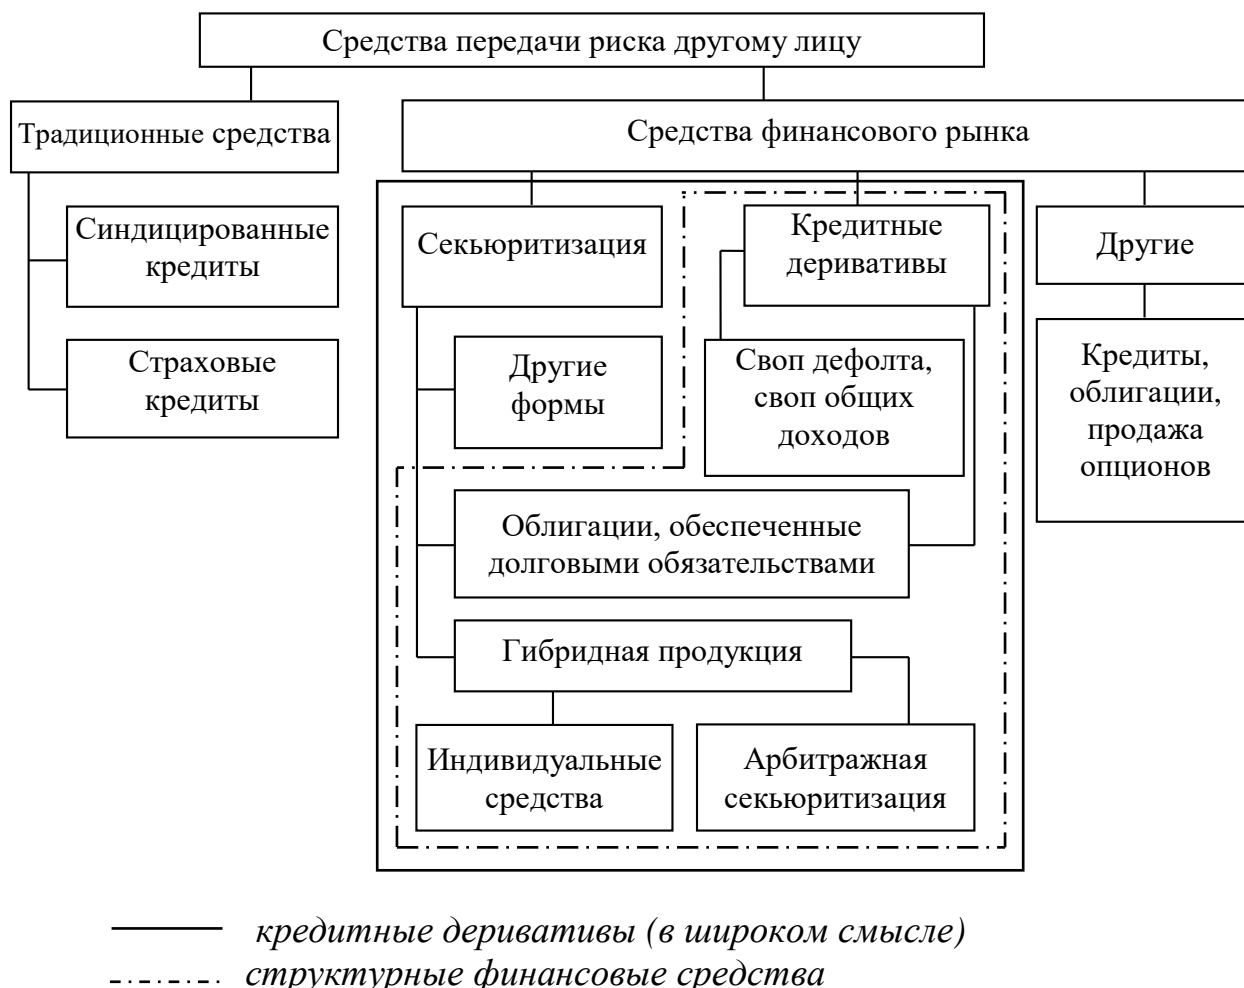 Средства передачи риска другому лицу
Традиционные средства
Средства финансового рынка
Синдицированные
кредиты
Страховые
кредиты
Секьюритизация
Кредитные
деривативы
Другие
Другие
формы
Своп дефолта,
своп общих
доходов
Кредиты,
облигации,
продажа
опционов
Облигации, обеспеченные
долговыми обязательствами
Гибридная продукция
Индивидуальные
средства
Арбитражная
секьюритизация
кредитные деривативы (в широком смысле)
структурные финансовые средства